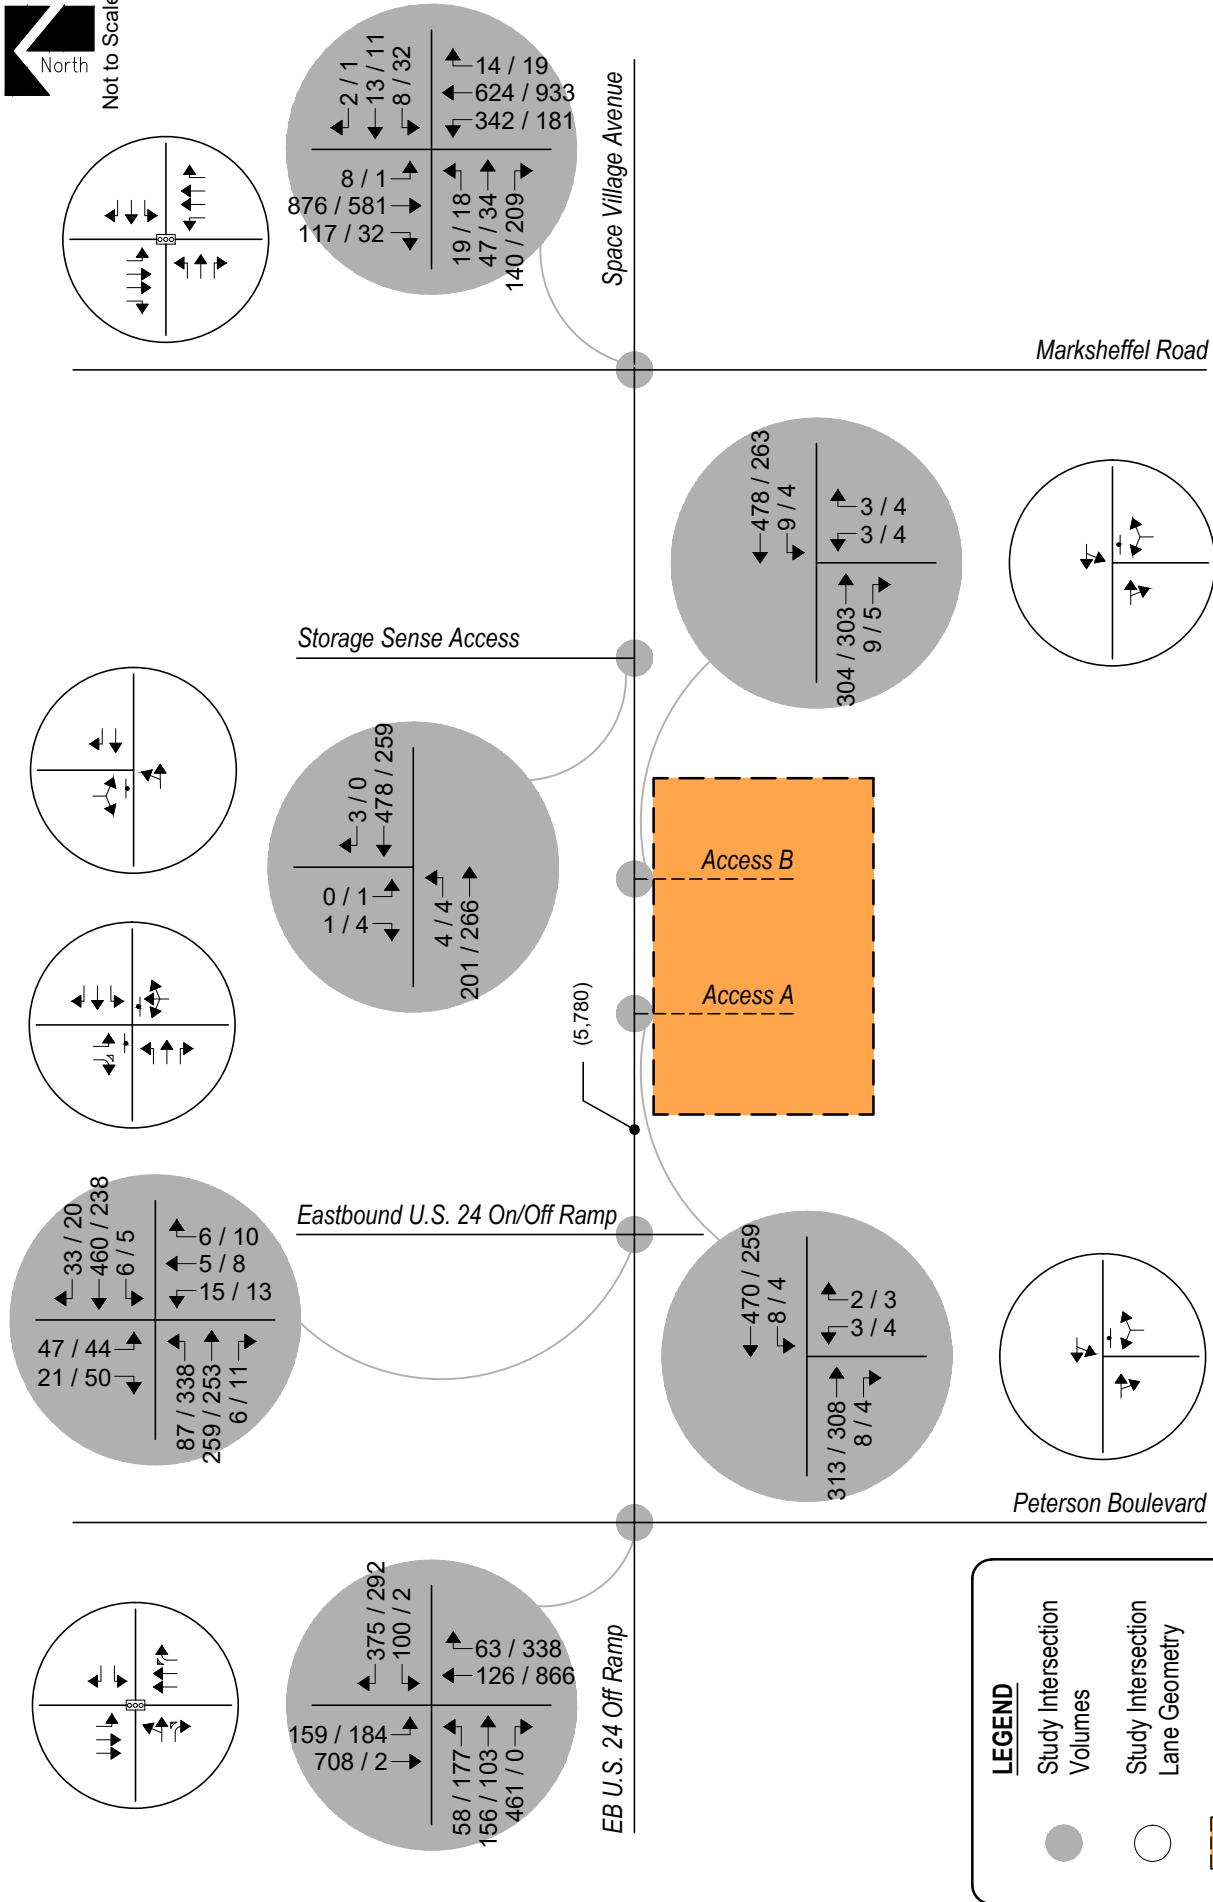 North
Not to Scale
2 / 1
13 / 11
8 / 32
14 / 19
624 / 933
342 / 181
8 / 1
876 / 581
117 / 32
19 / 18
47 / 34
140 / 209
Space Village Avenue
Marksheffel Road
478 / 263
9 / 4
3 / 4
3 / 4
304 / 303
9 / 5
Storage Sense Access
3 / 0
478 / 259
0 / 1
1 / 4
4 / 4
201 / 266
Access B
Access A
(5,780)
33 / 20
460 / 238
6 / 5
6 / 10
5 / 8
15 / 13
47 / 44
21 / 50
87 / 338
259 / 253
6 / 11
Eastbound U.S. 24 On/Off Ramp
470 / 259
8 / 4
2 / 3
3 / 4
313 / 308
8 / 4
Peterson Boulevard
375 / 292
100 / 2
63 / 338
126 / 866
159 / 184
708 / 2
58 / 177
156 / 103
461 / 0
EB U.S. 24 Off Ramp
LEGEND
Study Intersection
Volumes
Study Intersection
Lane Geometry